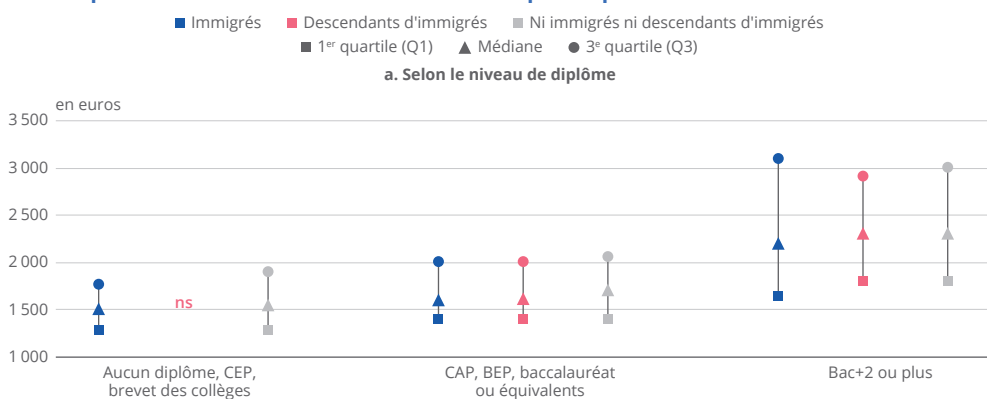 Immigrés Descendants d'immigrés Ni immigrés ni descendants d'immigrés
1er quartile (Q1) Médiane 3e quartile (Q3)
a. Selon le niveau de diplôme
en euros
3 500
3 000
2 500
2 000
1 500
1 000
ns
Aucun diplôme, CEP,
brevet des collèges
CAP, BEP, baccalauréat
ou équivalents
Bac+2 ou plus